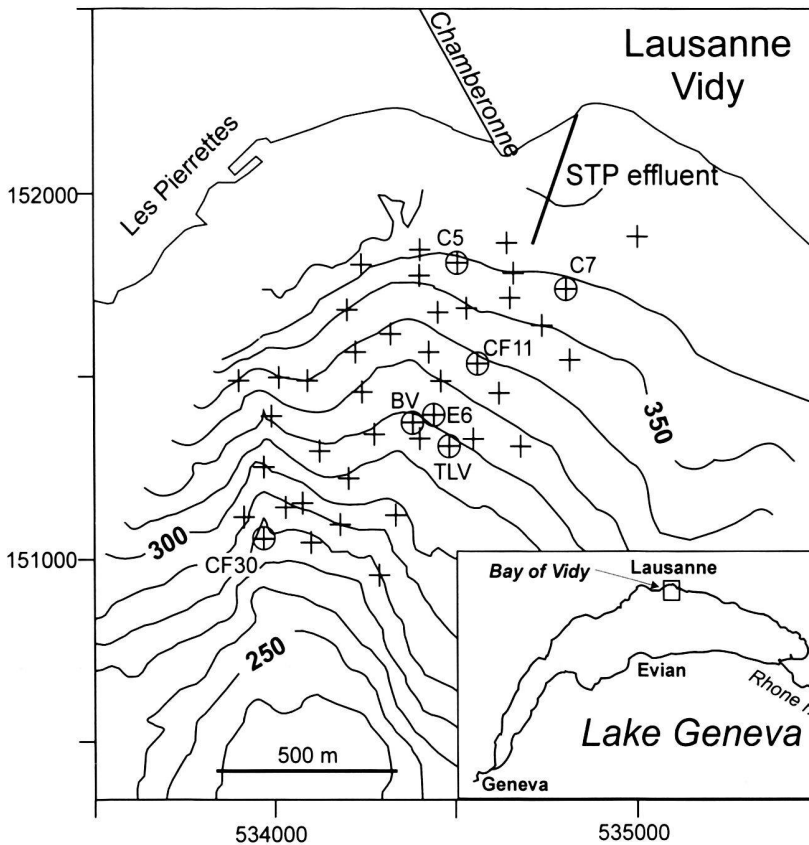 Lausanne
Vidy
Chamberonne
Les Pierrettes
152000
STP effluent
C5
C7
CF11
BV
E6
TLV
350
300
CF30
151000
250
500 m
534000
535000
Lausanne
Bay of Vidy
Evian
Rhone
Lake Geneva
Geneva